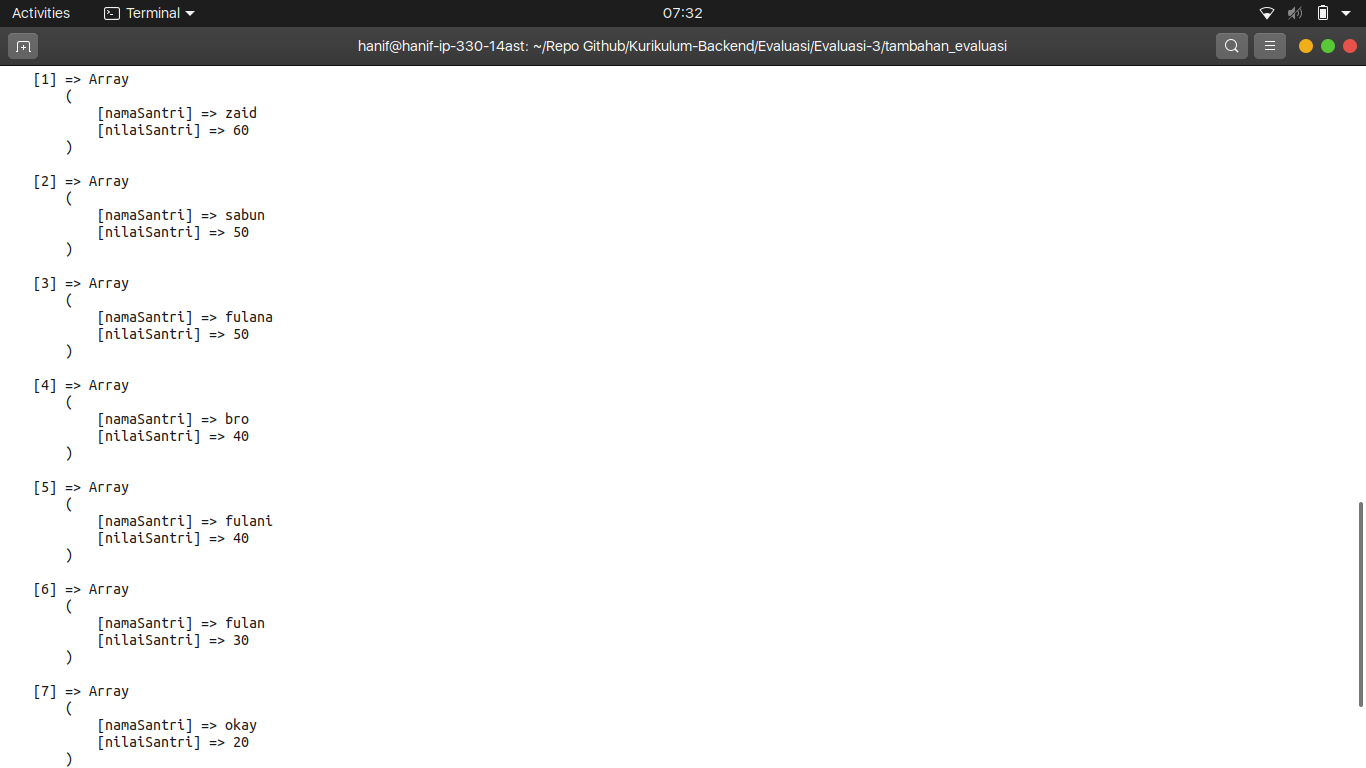 Activities Terminal 07:32
hanif@hanif-ip-330-14ast: ~/Repo Github/Kurikulum-Backend/Evaluasi/Evaluasi-3/tambahan_evaluasi
[1] => Array
(
[namaSantri] => zaid
[nilaiSantri] => 60
)
[2] => Array
(
[namaSantri] => sabun
[nilaiSantri] => 50
)
[3] => Array
(
[namaSantri] => fulana
[nilaiSantri] => 50
)
[4] => Array
(
[namaSantri] => bro
[nilaiSantri] => 40
)
[5] => Array
(
[namaSantri] => fulani
[nilaiSantri] => 40
)
[6] => Array
(
[namaSantri] => fulan
[nilaiSantri] => 30
)
[7] => Array
(
[namaSantri] => okay
[nilaiSantri] => 20
)